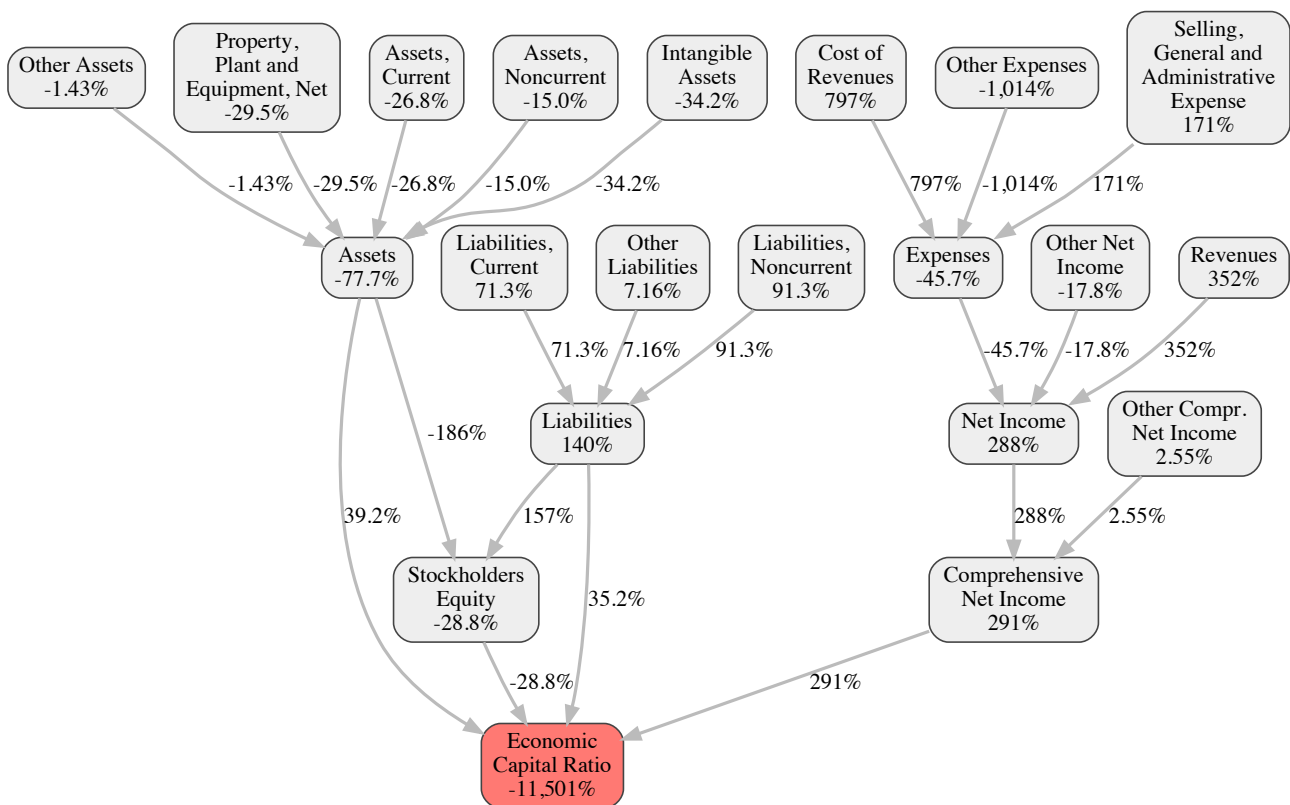 Other Assets
-1.43%
Property,
Plant and
Equipment, Net
-29.5%
Assets,
Current
-26.8%
Assets,
Noncurrent
-15.0%
Intangible
Assets
-34.2%
Cost of
Revenues
797%
Other Expenses
-1,014%
Selling,
General and
Administrative
Expense
171%
-1.43%
-29.5%
-26.8%
-15.0%
-34.2%
797%
-1,014%
171%
Assets
-77.7%
Liabilities,
Current
71.3%
Other
Liabilities
7.16%
Liabilities,
Noncurrent
91.3%
Expenses
-45.7%
Other Net
Income
-17.8%
Revenues
352%
71.3%
7.16%
91.3%
-45.7%
-17.8%
352%
-186%
Liabilities
140%
Net Income
288%
Other Compr.
Net Income
2.55%
39.2%
157%
288%
2.55%
Stockholders
Equity
-28.8%
35.2%
Comprehensive
Net Income
291%
-28.8%
291%
Economic
Capital Ratio
-11,501%